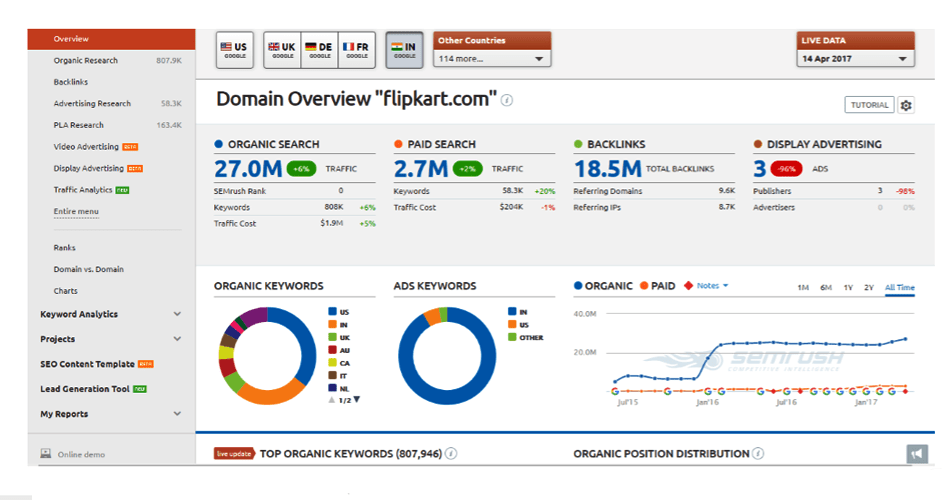 Overview
Organic Research 807.9K
Backlinks
Advertising Research 58.3K
PLA Research 163.4K
Video Advertising BETA
Display Advertising BETA
Traffic Analytics new
Entire menu
Ranks
Domain vs. Domain
Charts
Keyword Analytics
Projects
SEO Content Template BETA
Lead Generation Tool new
My Reports
Online demo
US GOOGLE
UK GOOGLE
DE GOOGLE
FR GOOGLE
IN GOOGLE
Other Countries
114 more...
LIVE DATA
14 Apr 2017
Domain Overview "flipkart.com" i
TUTORIAL
ORGANIC SEARCH
27.0M +6% TRAFFIC
SEMrush Rank 0
Keywords 808K +6%
Traffic Cost $1.9M +5%
PAID SEARCH
2.7M +2% TRAFFIC
Keywords 58.3K +20%
Traffic Cost $204K -1%
BACKLINKS
18.5M TOTAL BACKLINKS
Referring Domains 9.6K
Referring IPs 8.7K
DISPLAY ADVERTISING
3 -96% ADS
Publishers 3 -98%
Advertisers 0 0%
ORGANIC KEYWORDS
US
IN
UK
AU
CA
IT
NL
1/2
ADS KEYWORDS
IN
US
OTHER
ORGANIC PAID Notes
1M 6M 1Y 2Y All Time
40.0M
20.0M
semrush
COMPETITIVE INTELLIGENCE
G G G G G G G G G G G G
Jul'15 Jan'16 Jul'16 Jan'17
live update TOP ORGANIC KEYWORDS (807,946) i
ORGANIC POSITION DISTRIBUTION i